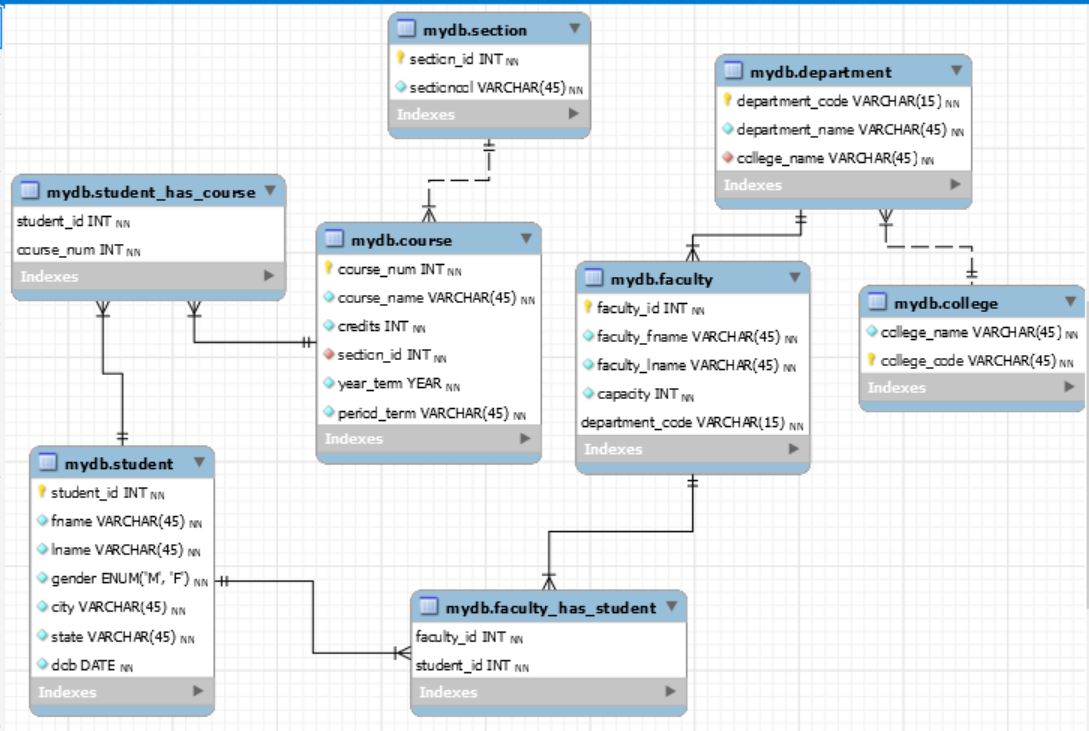 mydb.section
section_id INT NN
sectioncol VARCHAR(45) NN
Indexes
mydb.department
department_code VARCHAR(15) NN
department_name VARCHAR(45) NN
college_name VARCHAR(45) NN
Indexes
mydb.student_has_course
student_id INT NN
course_num INT NN
Indexes
mydb.course
course_num INT NN
course_name VARCHAR(45) NN
credits INT NN
section_id INT NN
year_term YEAR NN
period_term VARCHAR(45) NN
Indexes
mydb.faculty
faculty_id INT NN
faculty_fname VARCHAR(45) NN
faculty_lname VARCHAR(45) NN
capacity INT NN
department_code VARCHAR(15) NN
Indexes
mydb.college
college_name VARCHAR(45) NN
college_code VARCHAR(45) NN
Indexes
mydb.student
student_id INT NN
fname VARCHAR(45) NN
lname VARCHAR(45) NN
gender ENUM('M', 'F') NN
city VARCHAR(45) NN
state VARCHAR(45) NN
dob DATE NN
Indexes
mydb.faculty_has_student
faculty_id INT NN
student_id INT NN
Indexes